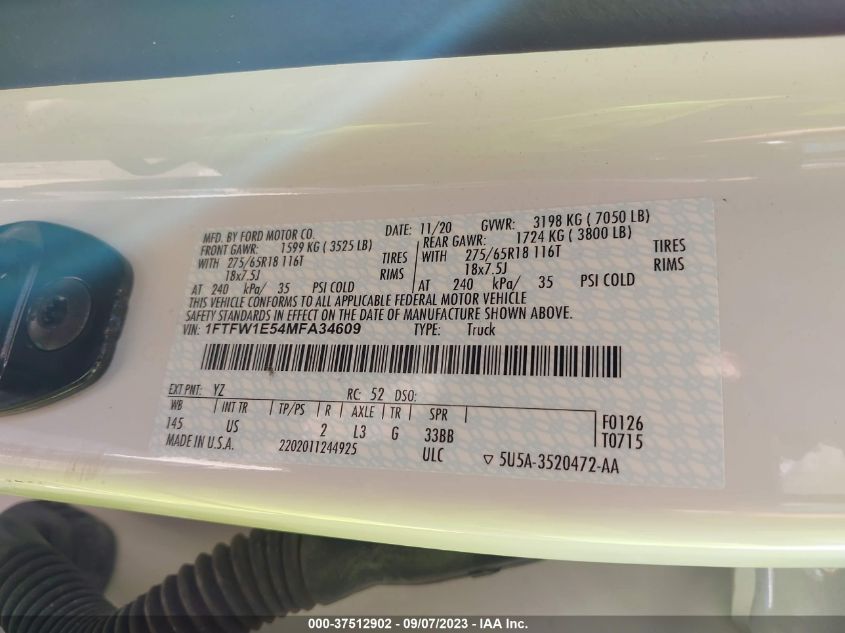 MFD. BY FORD MOTOR CO. DATE: 11/20 GVWR: 3198 KG ( 7050 LB)
FRONT GAWR: 1599 KG ( 3525 LB) REAR GAWR: 1724 KG ( 3800 LB)
WITH 275/65R18 116T TIRES WITH 275/65R18 116T TIRES
18x7.5J RIMS 18x7.5J RIMS
AT 240 kPa/ 35 PSI COLD AT 240 kPa/ 35 PSI COLD
THIS VEHICLE CONFORMS TO ALL APPLICABLE FEDERAL MOTOR VEHICLE
SAFETY STANDARDS IN EFFECT ON THE DATE OF MANUFACTURE SHOWN ABOVE.
VIN: 1FTFW1E54MFA34609 TYPE: Truck
EXT PNT: YZ RC: 52 DSO:
WB INT TR TP/PS R AXLE TR SPR F0126
145 US 2 L3 G 33BB T0715
MADE IN U.S.A. 2202011244925 ULC ▽ 5U5A-3520472-AA
000-37512902 - 09/07/2023 - IAA Inc.